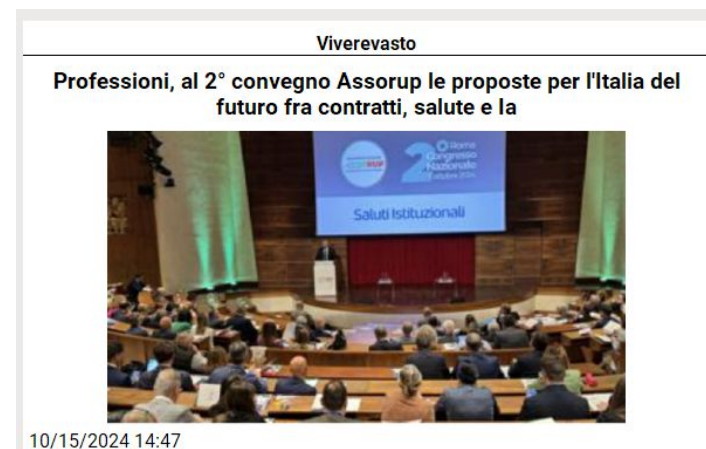 Viverevasto
Professioni, al 2° convegno Assorup le proposte per l'Italia del
futuro fra contratti, salute e la
2° Roma
Congresso
Nazionale
Saluti Istituzionali
10/15/2024 14:47